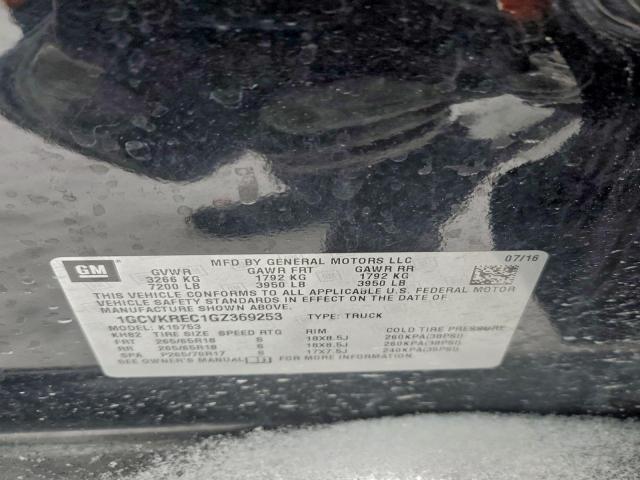 GM
MFD BY GENERAL MOTORS LLC
07/16
GVWR GAWR FRT GAWR RR
3266 KG 1792 KG 1792 KG
7200 LB 3950 LB 3950 LB
THIS VEHICLE CONFORMS TO ALL APPLICABLE U.S. FEDERAL MOTOR
VEHICLE SAFETY STANDARDS IN EFFECT ON THE DATE OF
MANUFACTURE SHOWN ABOVE.
1GCVKREC1GZ369253 TYPE: TRUCK
MODEL: K15753
KHB2 TIRE SIZE SPEED RTG RIM COLD TIRE PRESSURE
FRT 265/65R18 S 18X8.5J 260KPA(38PSI)
RR 265/65R18 S 18X8.5J 260KPA(38PSI)
SPA P265/70R17 S 17X7.5J 240KPA(35PSI)
SEE OWNER'S MANUAL FOR MORE INFORMATION.